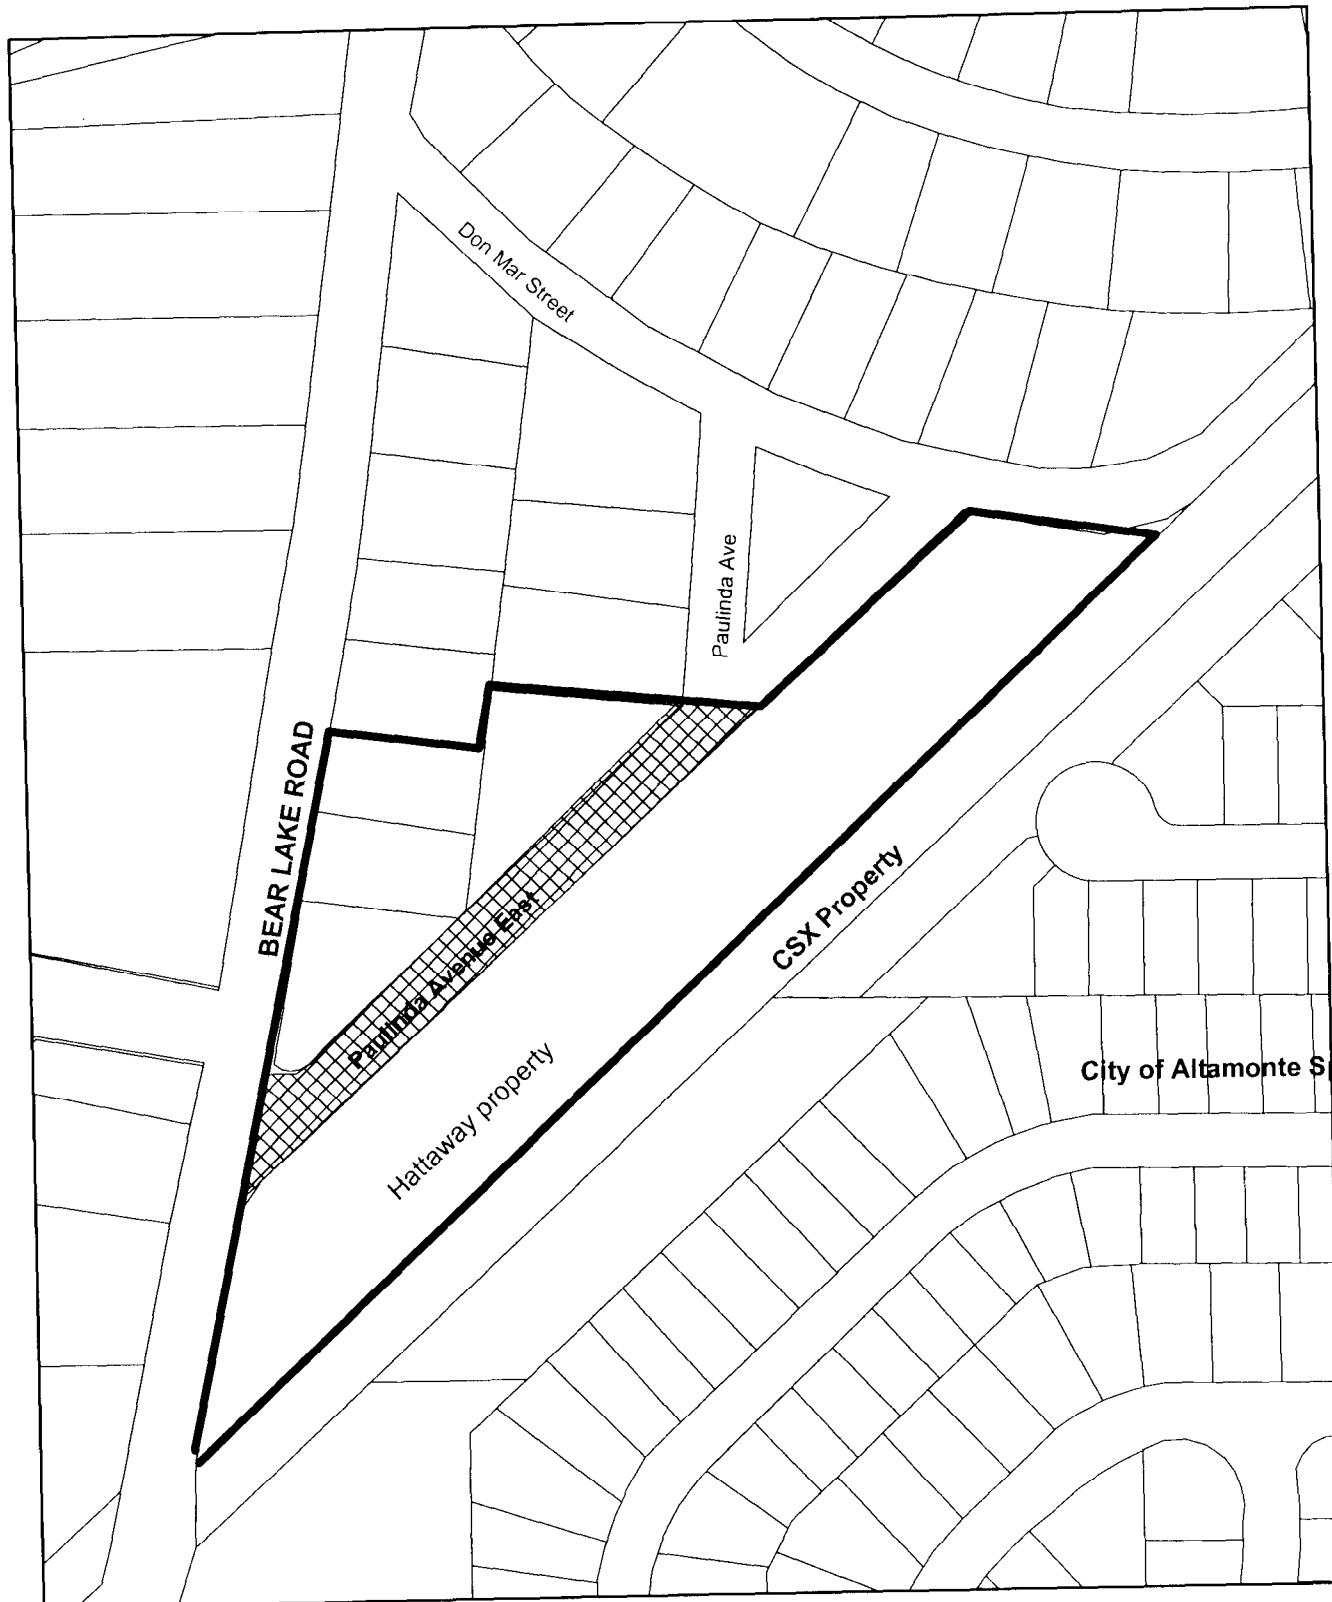 Don Mar Street
Paulinda Ave
BEAR LAKE ROAD
CSX Property
Paulinda Avenue East
Hattaway property
City of Altamonte S